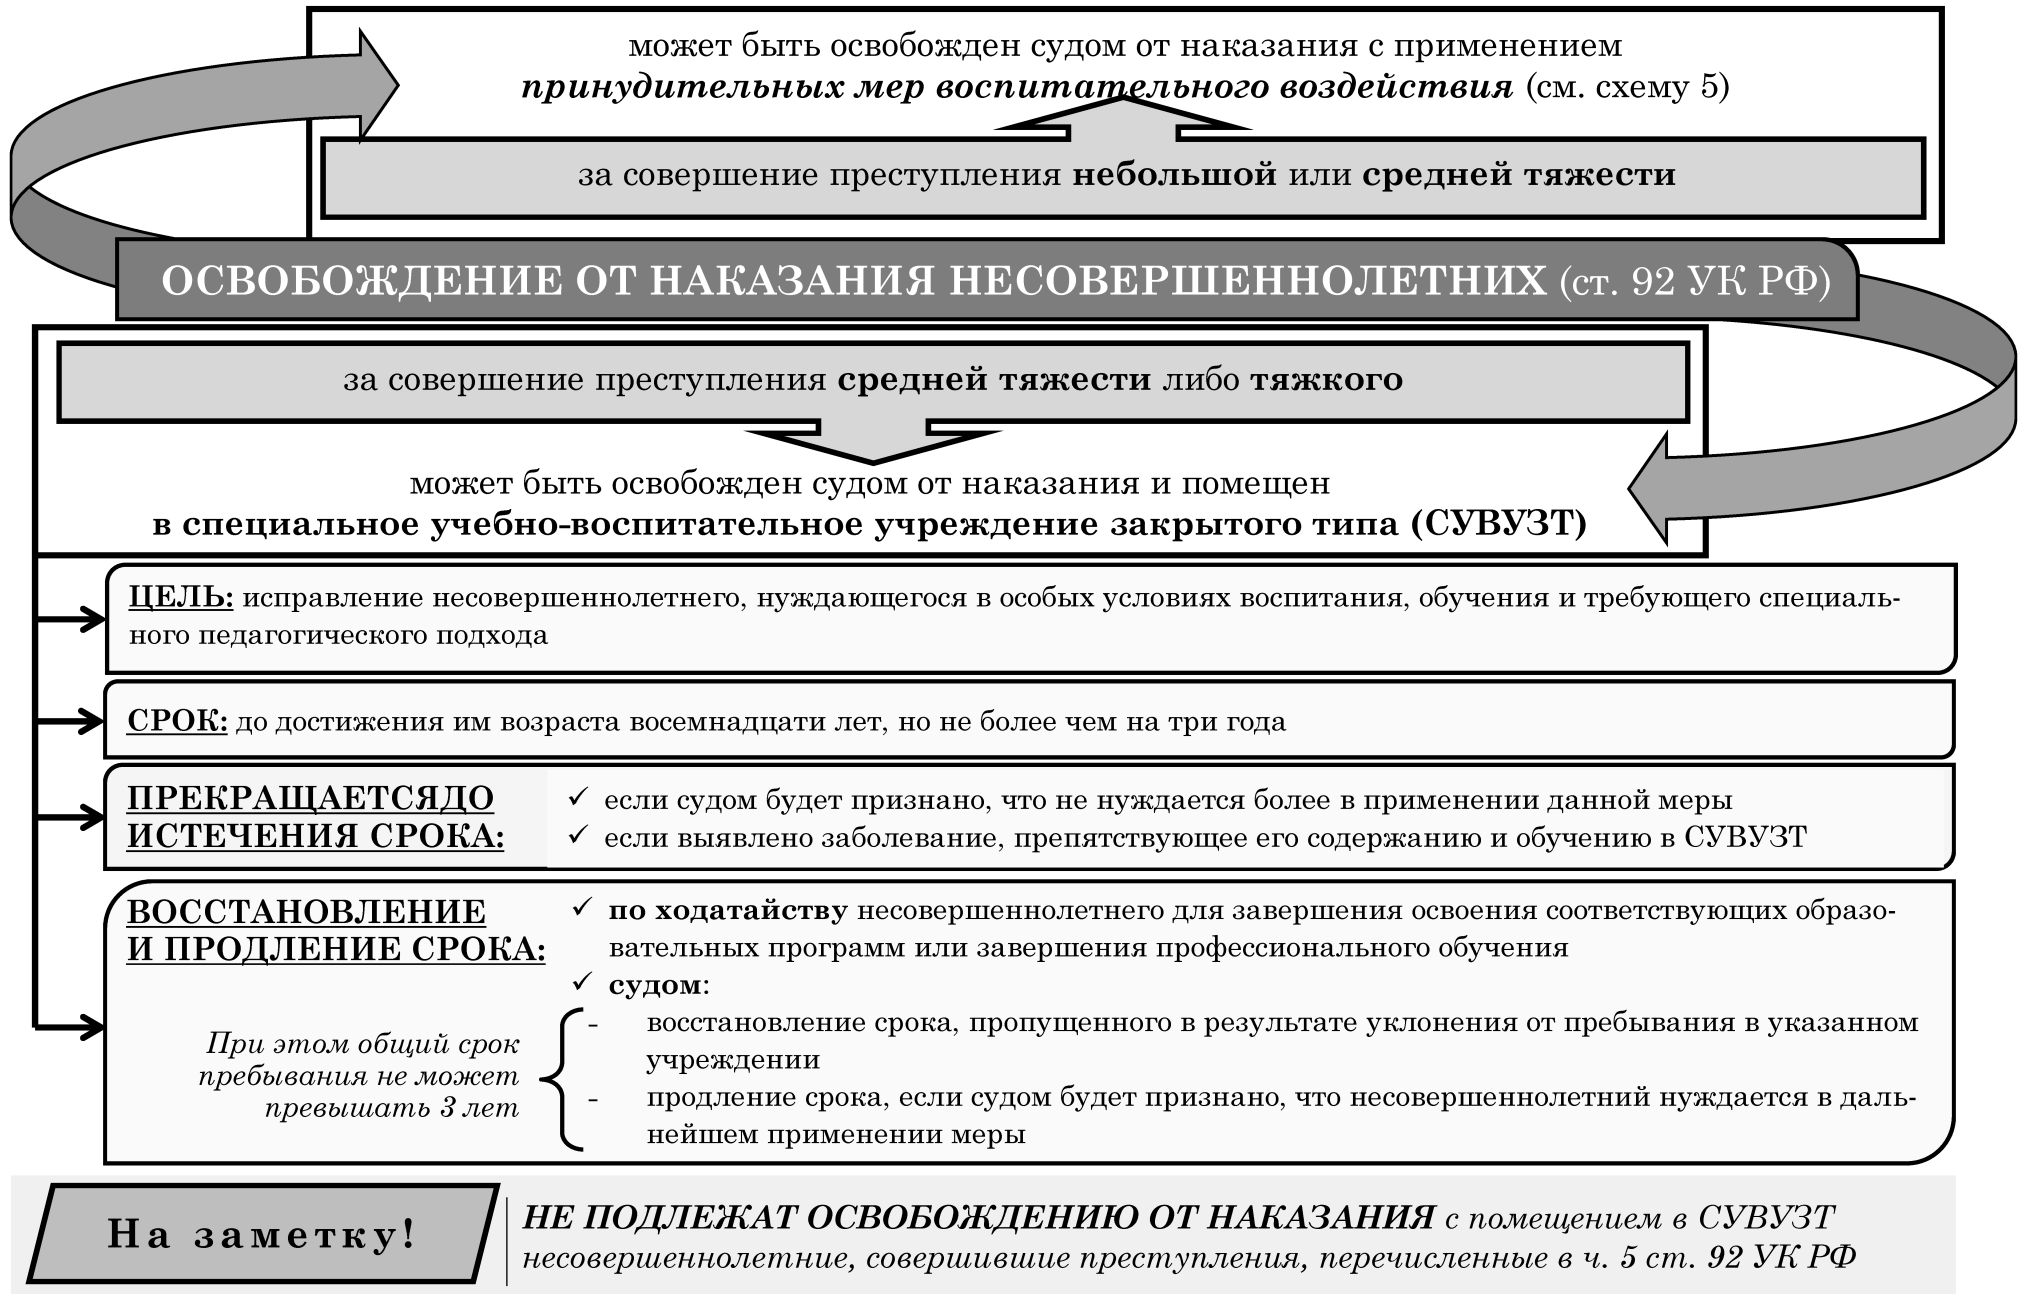 может быть освобожден судом от наказания с применением
принудительных мер воспитательного воздействия (см. схему 5)
за совершение преступления небольшой или средней тяжести
ОСВОБОЖДЕНИЕ ОТ НАКАЗАНИЯ НЕСОВЕРШЕННОЛЕТНИХ (ст. 92 УК РФ)
за совершение преступления средней тяжести либо тяжкого
может быть освобожден судом от наказания и помещен
в специальное учебно-воспитательное учреждение закрытого типа (СУВУЗТ)
ЦЕЛЬ: исправление несовершеннолетнего, нуждающегося в особых условиях воспитания, обучения и требующего специаль-
ного педагогического подхода
СРОК: до достижения им возраста восемнадцати лет, но не более чем на три года
ПРЕКРАЩАЕТСЯДО
ИСТЕЧЕНИЯ СРОКА:
✓ если судом будет признано, что не нуждается более в применении данной меры
✓ если выявлено заболевание, препятствующее его содержанию и обучению в СУВУЗТ
ВОССТАНОВЛЕНИЕ
И ПРОДЛЕНИЕ СРОКА:
✓ по ходатайству несовершеннолетнего для завершения освоения соответствующих образо-
вательных программ или завершения профессионального обучения
✓ судом:
- восстановление срока, пропущенного в результате уклонения от пребывания в указанном
учреждении
- продление срока, если судом будет признано, что несовершеннолетний нуждается в даль-
нейшем применении меры
При этом общий срок
пребывания не может
превышать 3 лет
На заметку!
НЕ ПОДЛЕЖАТ ОСВОБОЖДЕНИЮ ОТ НАКАЗАНИЯ с помещением в СУВУЗТ
несовершеннолетние, совершившие преступления, перечисленные в ч. 5 ст. 92 УК РФ